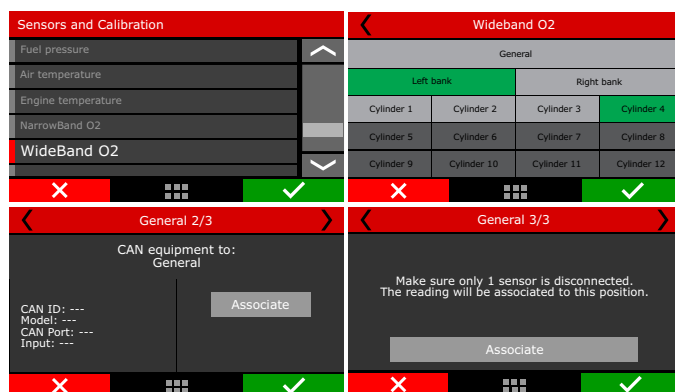 Sensors and Calibration
Fuel pressure
Air temperature
Engine temperature
NarrowBand O2
WideBand O2
Wideband O2
General
Left bank Right bank
Cylinder 1 Cylinder 2 Cylinder 3 Cylinder 4
Cylinder 5 Cylinder 6 Cylinder 7 Cylinder 8
Cylinder 9 Cylinder 10 Cylinder 11 Cylinder 12
General 2/3
CAN equipment to:
General
CAN ID: ---
Model: ---
CAN Port: ---
Input: ---
Associate
General 3/3
Make sure only 1 sensor is disconnected.
The reading will be associated to this position.
Associate